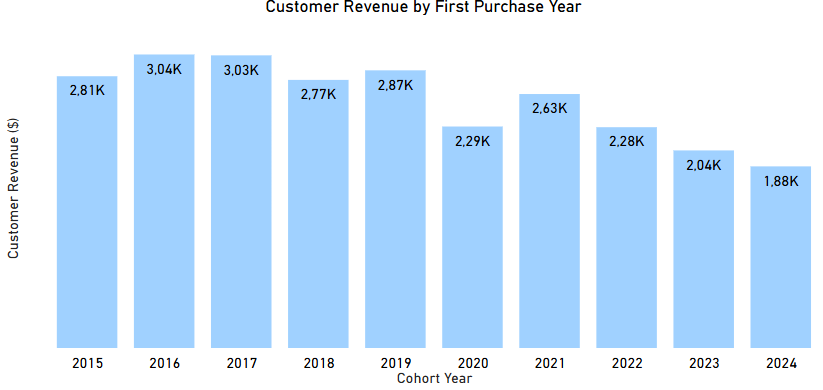 Customer Revenue by First Purchase Year
Customer Revenue ($)
2,81K
3,04K
3,03K
2,77K
2,87K
2,29K
2,63K
2,28K
2,04K
1,88K
2015 2016 2017 2018 2019 2020 2021 2022 2023 2024
Cohort Year